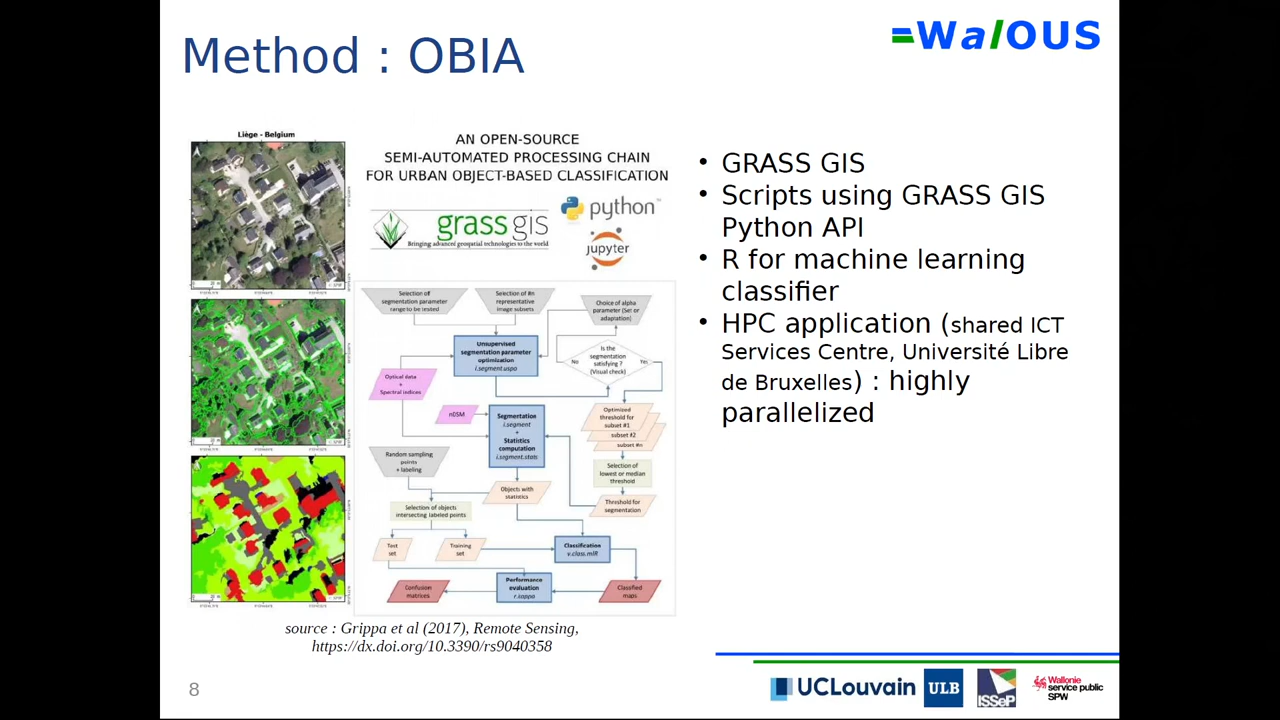 Method : OBIA
WalOUS
Liège - Belgium
AN OPEN-SOURCE
SEMI-AUTOMATED PROCESSING CHAIN
FOR URBAN OBJECT-BASED CLASSIFICATION
grass gis
Bringing advanced geospatial technologies to the world
python
jupyter
Selection of
segmentation parameter
range to be tested
Selection of #n
representative
image subsets
Choice of alpha
parameter (Set or
adaptation)
Unsupervised
segmentation parameter
optimization
i.segment.uspo
Is the
segmentation
satisfying ?
(Visual check)
No
Yes
Optical data
+
Spectral indices
nDSM
Segmentation
i.segment
+
Statistics
computation
i.segment.stats
Optimized
threshold for
subset #1
subset #2
subset #n
Random sampling
points
+ labeling
Selection of
lowest or median
threshold
Objects with
statistics
Threshold for
segmentation
Selection of objects
intersecting labeled points
Test
set
Training
set
Classification
v.class.mlR
Performance
evaluation
r.kappa
Confusion
matrices
Classified
maps
source : Grippa et al (2017), Remote Sensing,
https://dx.doi.org/10.3390/rs9040358
• GRASS GIS
• Scripts using GRASS GIS
Python API
• R for machine learning
classifier
• HPC application (shared ICT
Services Centre, Université Libre
de Bruxelles) : highly
parallelized
8
UCLouvain
ULB
ISSeP
Wallonie
service public
SPW